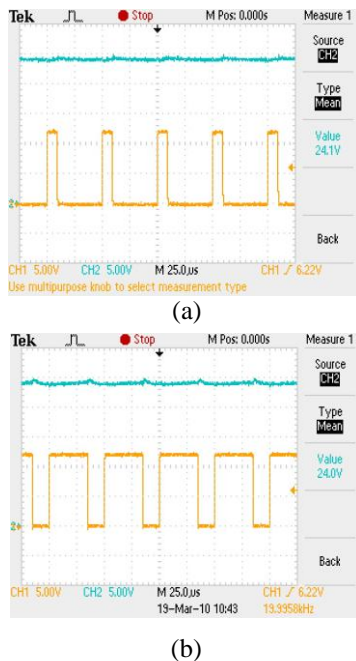 Tek Stop M Pos: 0.000s Measure 1
Source
CH2
Type
Mean
Value
24.1V
2
Back
CH1 5.00V CH2 5.00V M 25.0µs CH1 6.22V
Use multipurpose knob to select measurement type
(a)
Tek Stop M Pos: 0.000s Measure 1
Source
CH2
Type
Mean
Value
24.0V
2
Back
CH1 5.00V CH2 5.00V M 25.0µs CH1 6.22V
19-Mar-10 10:43 19.9958kHz
(b)